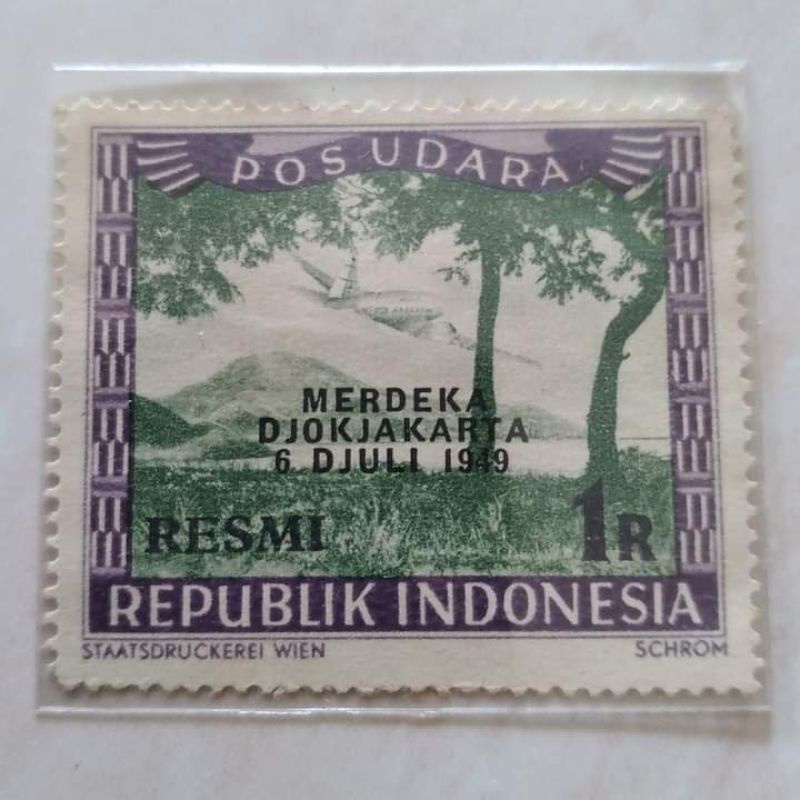 POS UDARA
MERDEKA
DJOKJAKARTA
6 DJULI 1949
RESMI
1R
REPUBLIK INDONESIA
STAATSDRUCKEREI WIEN
SCHROM